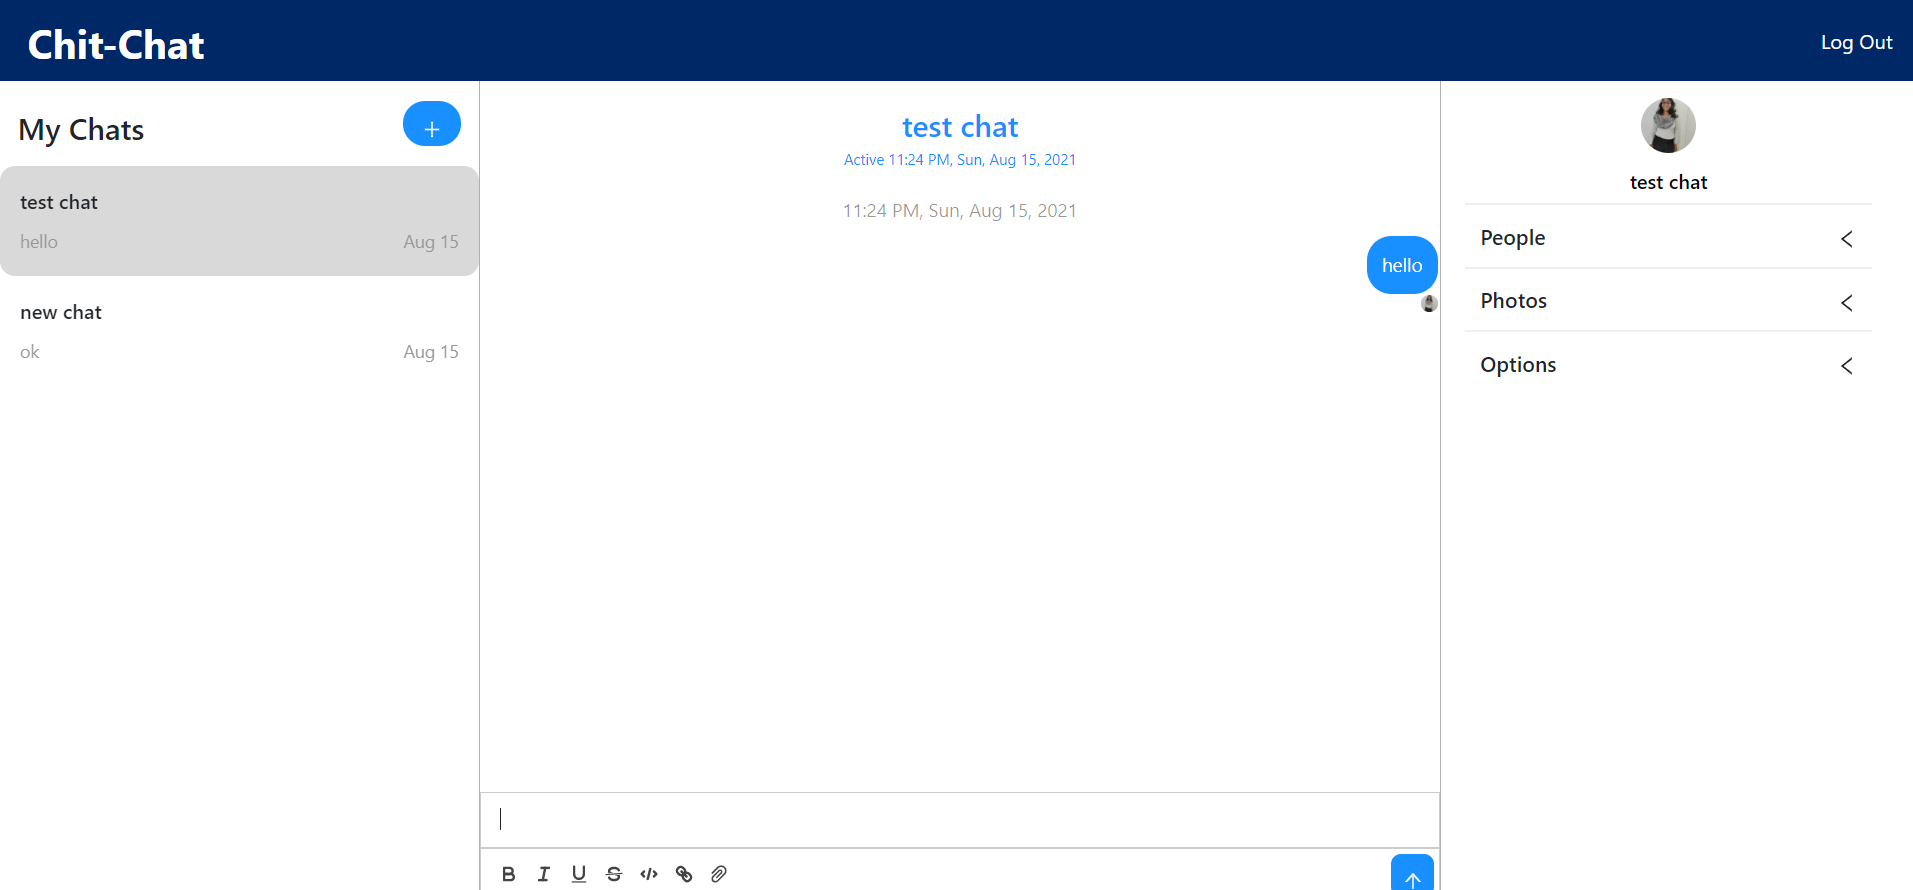 Chit-Chat
Log Out
My Chats
+
test chat
hello Aug 15
new chat
ok Aug 15
test chat
Active 11:24 PM, Sun, Aug 15, 2021
11:24 PM, Sun, Aug 15, 2021
hello
B I U S </>
test chat
People <
Photos <
Options <